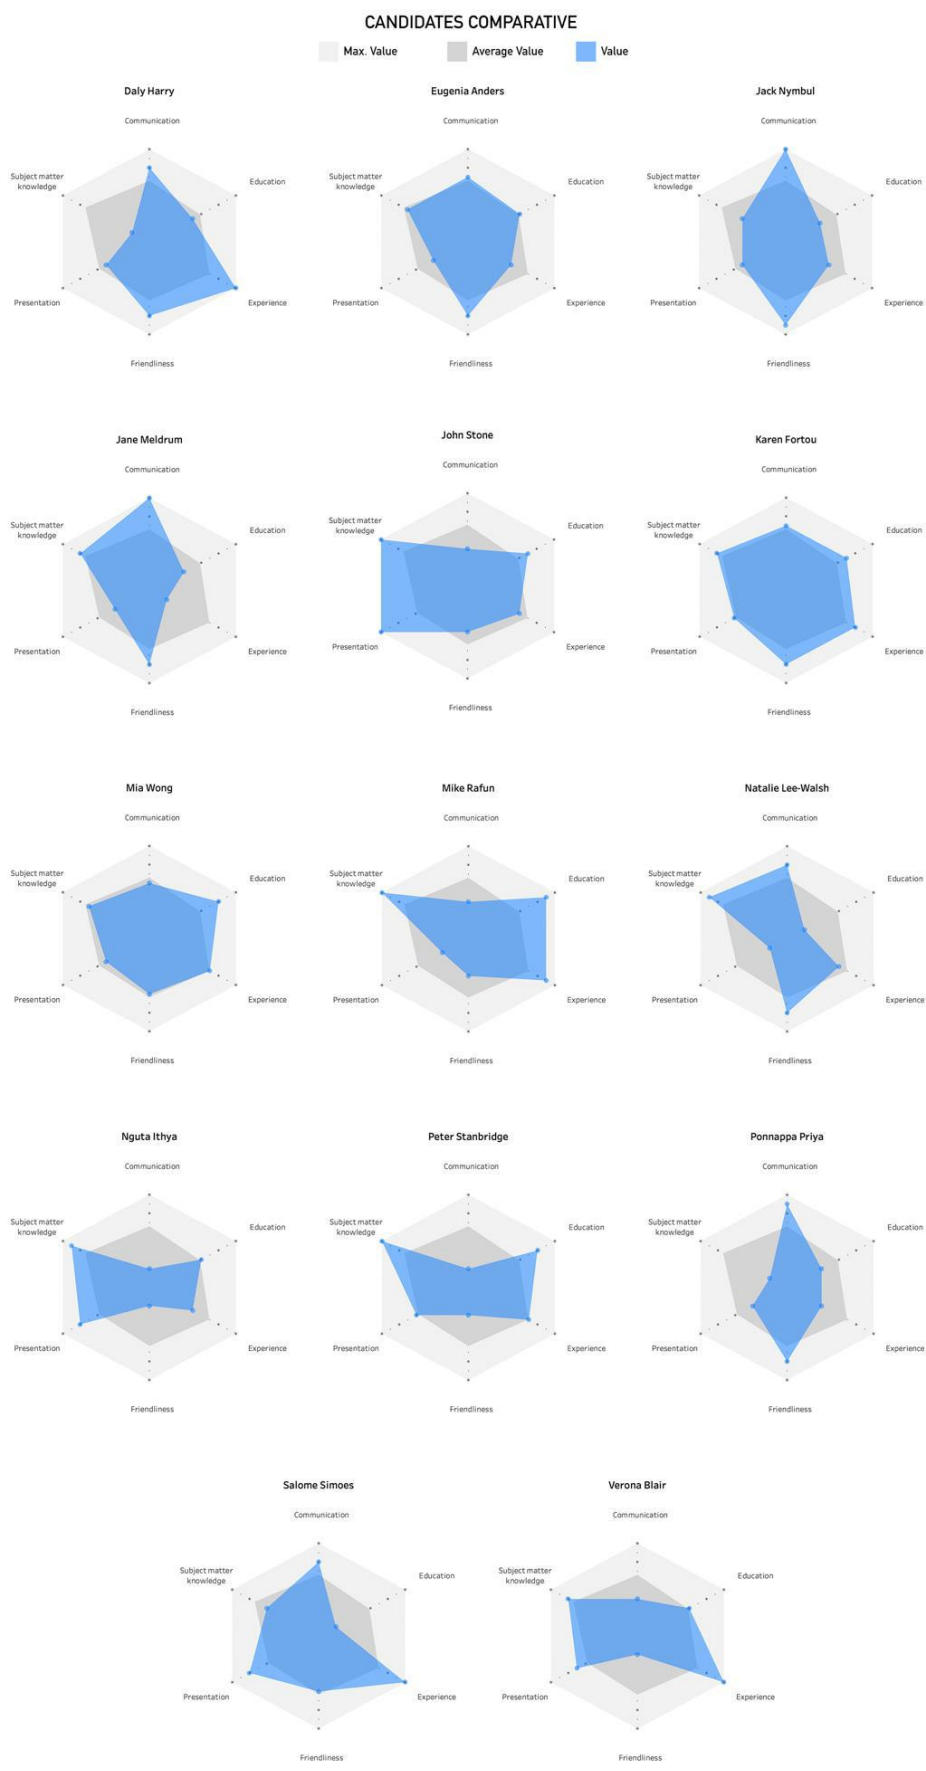 CANDIDATES COMPARATIVE
Max. Value
Average Value
Value
Daly Harry
Communication
Subject matter
knowledge
Education
Presentation
Experience
Friendliness
Eugenia Anders
Communication
Subject matter
knowledge
Education
Presentation
Experience
Friendliness
Jack Nymbul
Communication
Subject matter
knowledge
Education
Presentation
Experience
Friendliness
Jane Meldrum
Communication
Subject matter
knowledge
Education
Presentation
Experience
Friendliness
John Stone
Communication
Subject matter
knowledge
Education
Presentation
Experience
Friendliness
Karen Fortou
Communication
Subject matter
knowledge
Education
Presentation
Experience
Friendliness
Mia Wong
Communication
Subject matter
knowledge
Education
Presentation
Experience
Friendliness
Mike Rafun
Communication
Subject matter
knowledge
Education
Presentation
Experience
Friendliness
Natalie Lee-Walsh
Communication
Subject matter
knowledge
Education
Presentation
Experience
Friendliness
Nguta Ithya
Communication
Subject matter
knowledge
Education
Presentation
Experience
Friendliness
Peter Stanbridge
Communication
Subject matter
knowledge
Education
Presentation
Experience
Friendliness
Ponnappa Priya
Communication
Subject matter
knowledge
Education
Presentation
Experience
Friendliness
Salome Simoes
Communication
Subject matter
knowledge
Education
Presentation
Experience
Friendliness
Verona Blair
Communication
Subject matter
knowledge
Education
Presentation
Experience
Friendliness